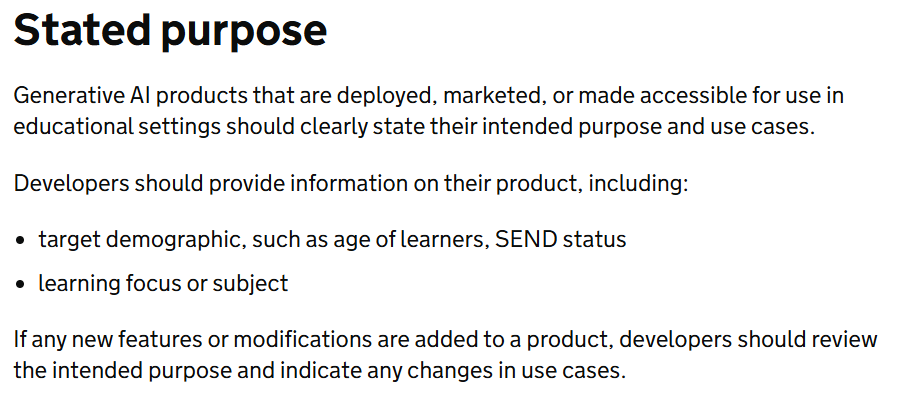 Stated purpose
Generative AI products that are deployed, marketed, or made accessible for use in
educational settings should clearly state their intended purpose and use cases.
Developers should provide information on their product, including:
• target demographic, such as age of learners, SEND status
• learning focus or subject
If any new features or modifications are added to a product, developers should review
the intended purpose and indicate any changes in use cases.